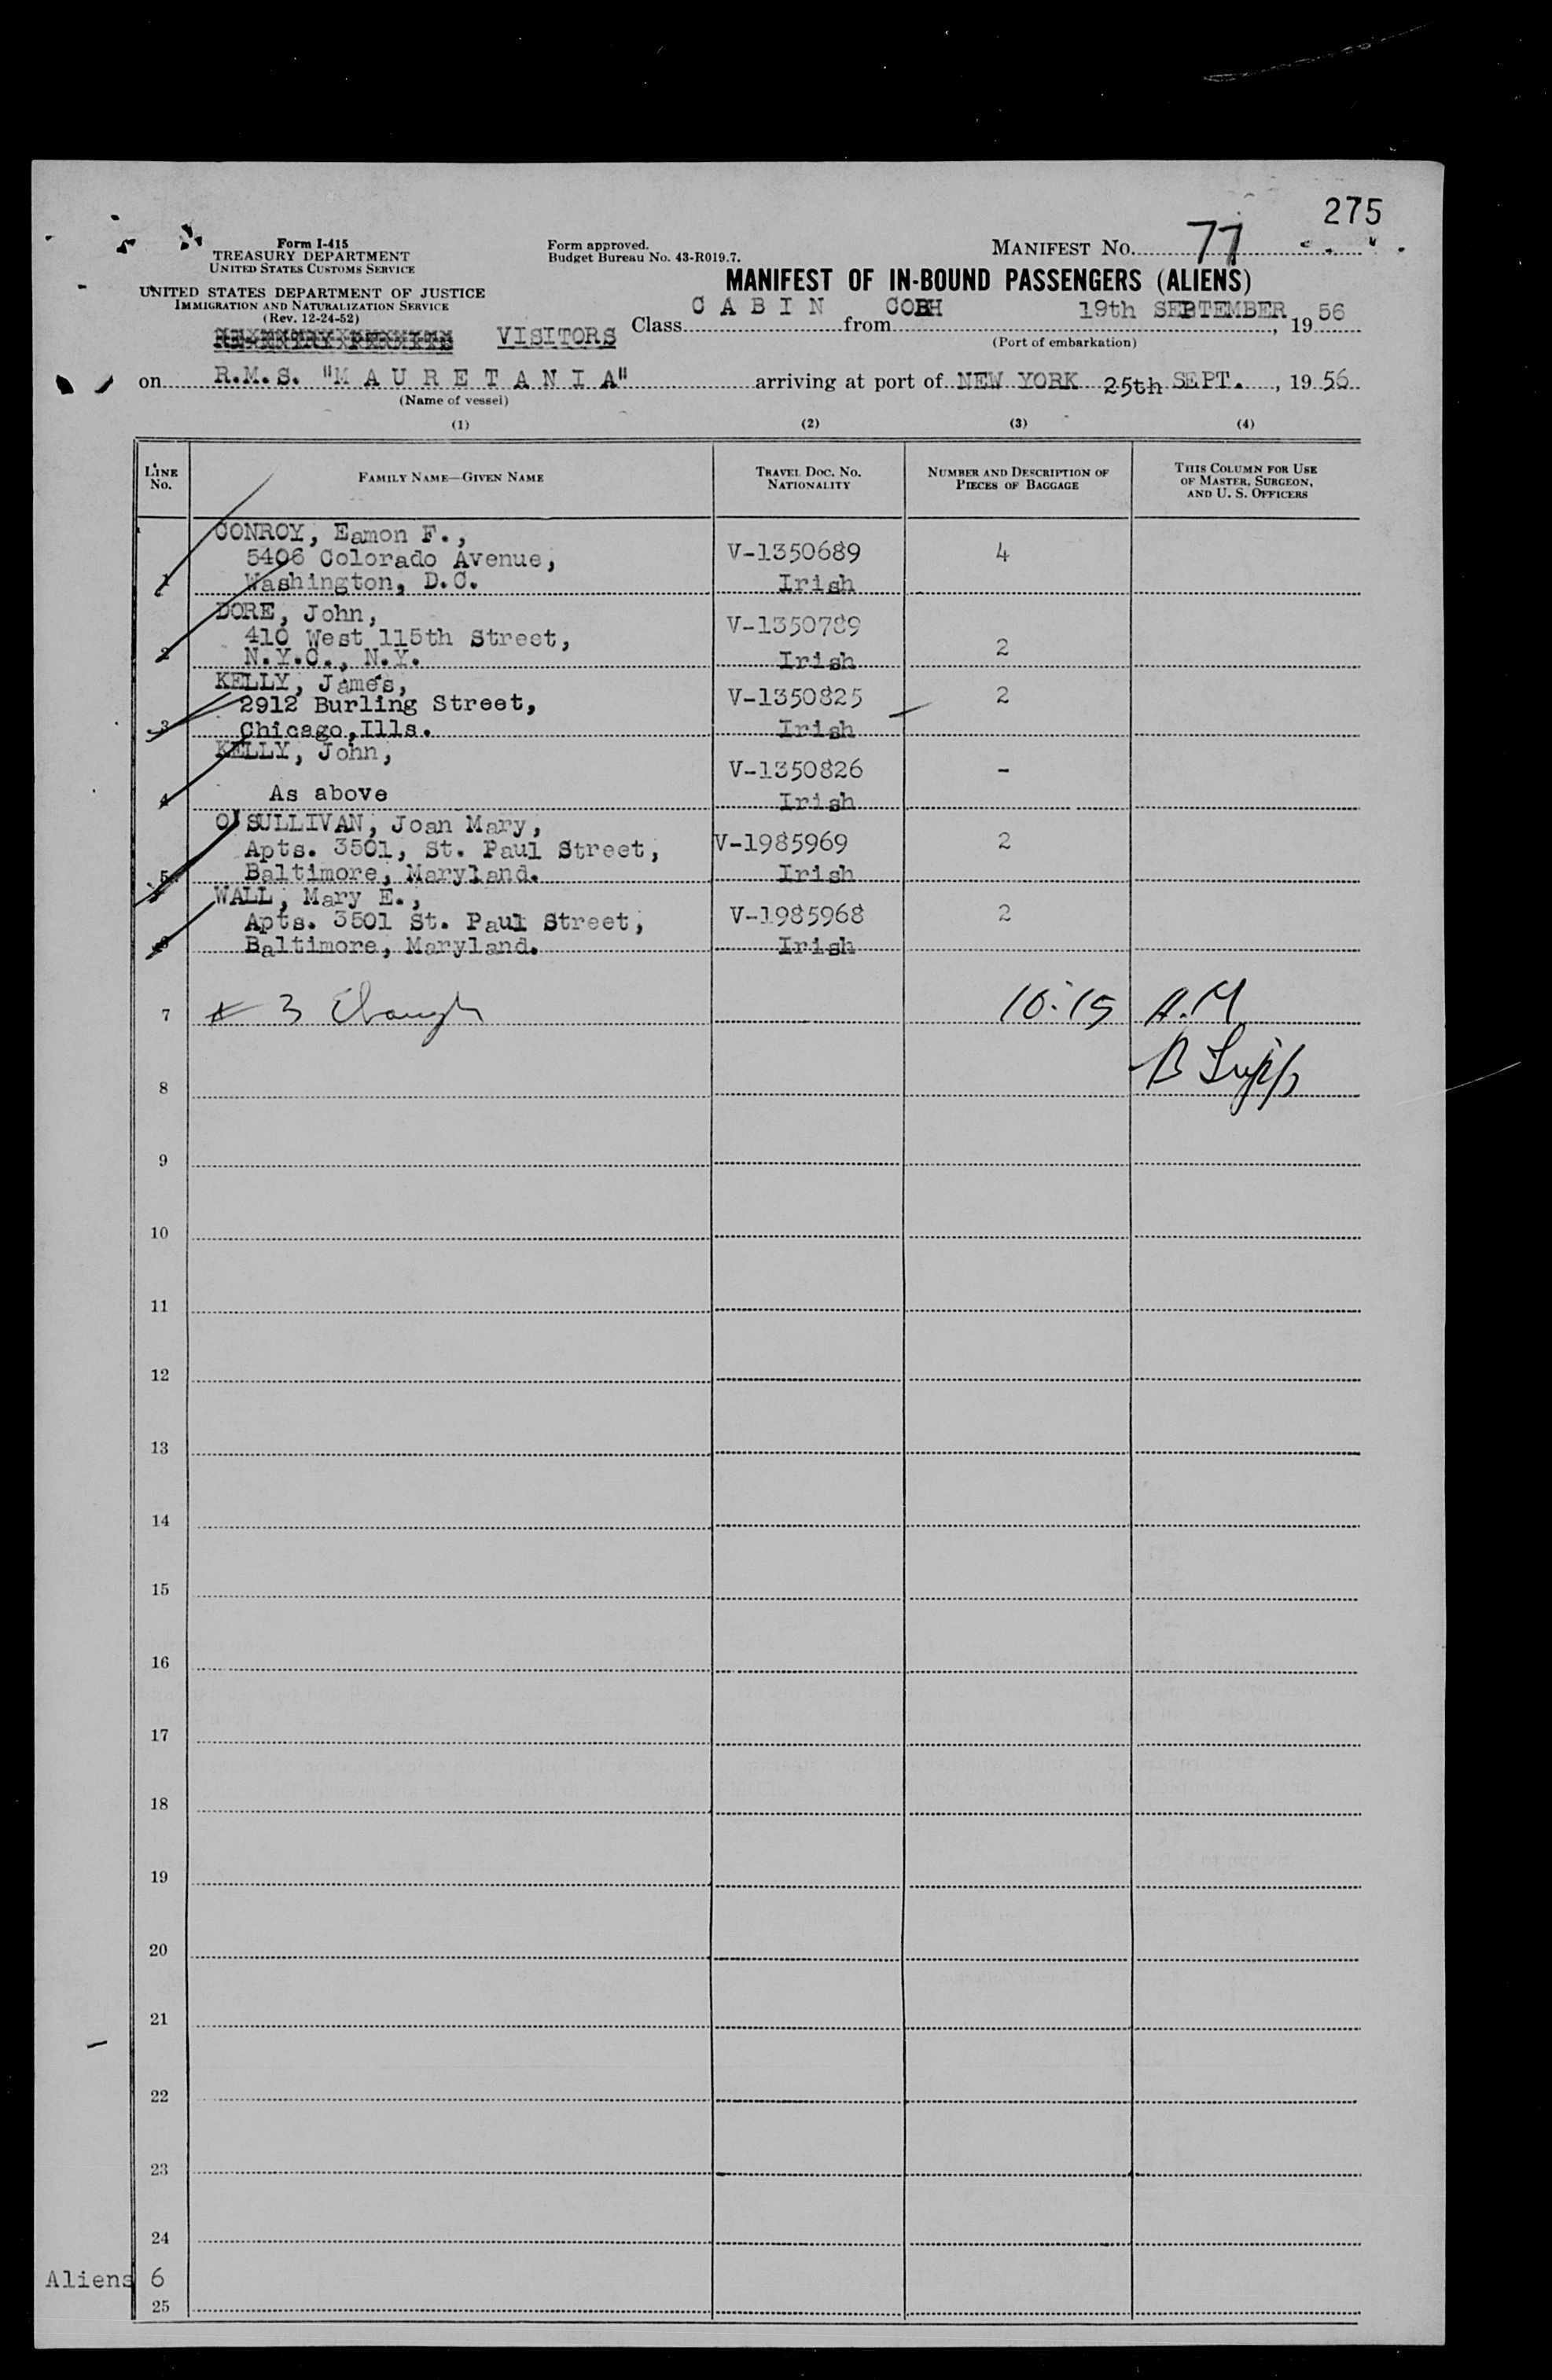 275
Form I-415
TREASURY DEPARTMENT
UNITED STATES CUSTOMS SERVICE
UNITED STATES DEPARTMENT OF JUSTICE
IMMIGRATION AND NATURALIZATION SERVICE
(Rev. 12-24-52)
Form approved.
Budget Bureau No. 43-R019.7.
MANIFEST NO. 77
MANIFEST OF IN-BOUND PASSENGERS (ALIENS)
VISITORS Class CABIN from COBH 19th SEPTEMBER, 1956
(Port of embarkation)
on R.M.S. "MAURETANIA" arriving at port of NEW YORK 25th SEPT., 1956
(Name of vessel)
(1) (2) (3) (4)
LINE NO.
FAMILY NAME—GIVEN NAME
TRAVEL DOC. NO.
NATIONALITY
NUMBER AND DESCRIPTION OF
PIECES OF BAGGAGE
THIS COLUMN FOR USE
OF MASTER, SURGEON,
AND U. S. OFFICERS
CONROY, Eamon F.,
5406 Colorado Avenue, V-1350689 4
1 Washington, D.C. Irish
DORE, John, V-1350789
410 West 115th Street, 2
2 N.Y.C., N.Y. Irish
KELLY, James, V-1350825 2
2912 Burling Street,
3 Chicago,Ills. Irish
KELLY, John, V-1350826 -
4 As above Irish
O'SULLIVAN, Joan Mary,
Apts. 3501, St. Paul Street, V-1985969 2
5 Baltimore, Maryland. Irish
WALL, Mary E.,
Apts. 3501 St. Paul Street, V-1985968 2
6 Baltimore, Maryland. Irish
7 3 10:15 A.M
8 B
9
10
11
12
13
14
15
16
17
18
19
20
21
22
23
24
Aliens 6
25